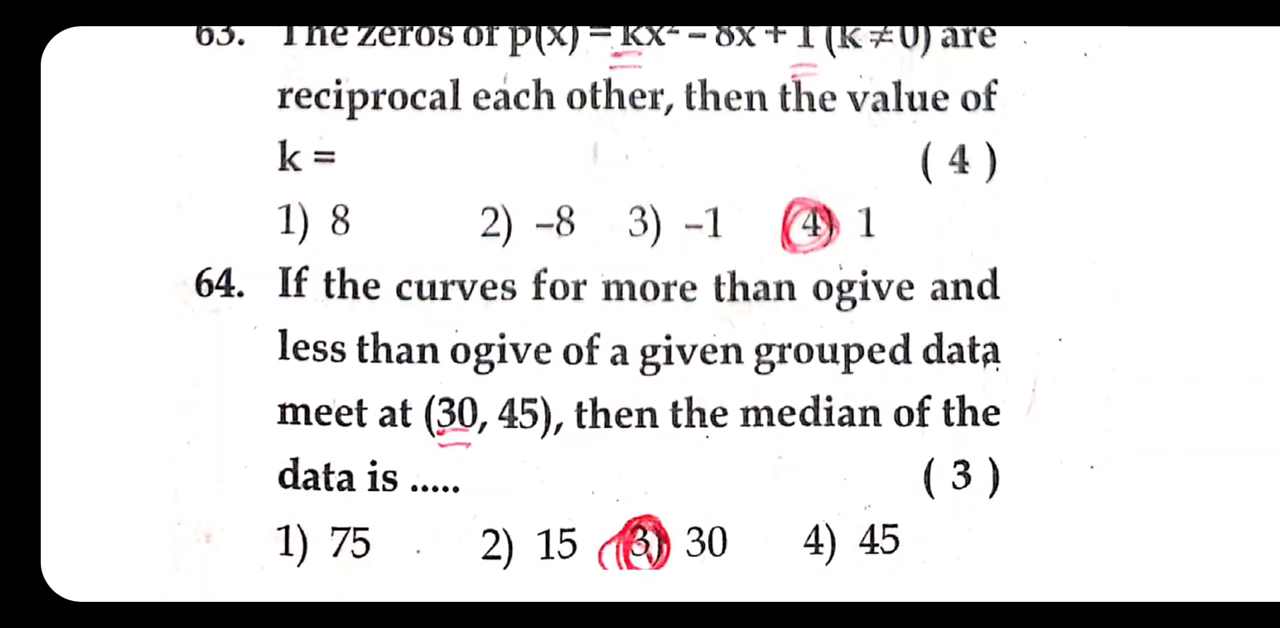 63. The zeros of p(x) = kx² – 8x + 1 (k ≠ 0) are
reciprocal each other, then the value of
k = ( 4 )
1) 8 2) –8 3) –1 4) 1
64. If the curves for more than ogive and
less than ogive of a given grouped data
meet at (30, 45), then the median of the
data is ..... ( 3 )
1) 75 2) 15 3) 30 4) 45